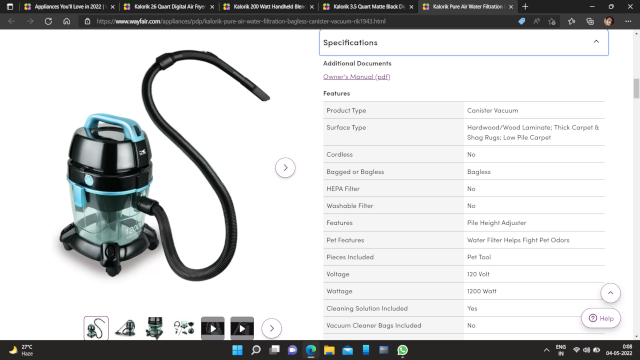 Appliances You'll Love in 2022 |
Kalorik 26 Quart Digital Air Fryer
Kalorik 200 Watt Handheld Blen
Kalorik 3.5 Quart Matte Black Di
Kalorik Pure Air Water Filtration
https://www.wayfair.com/appliances/pdp/kalorik-pure-air-water-filtration-bagless-canister-vacuum-rlk1943.html
Specifications
Additional Documents
Owner's Manual (pdf)
Features
Product Type Canister Vacuum
Surface Type Hardwood/Wood Laminate; Thick Carpet &
Shag Rugs; Low Pile Carpet
Cordless No
Bagged or Bagless Bagless
HEPA Filter No
Washable Filter No
Features Pile Height Adjuster
Pet Features Water Filter Helps Fight Pet Odors
Pieces Included Pet Tool
Voltage 120 Volt
Wattage 1200 Watt
Cleaning Solution Included Yes
Vacuum Cleaner Bags Included No
Help
27°C
Haze
ENG
IN
0:08
04-05-2022